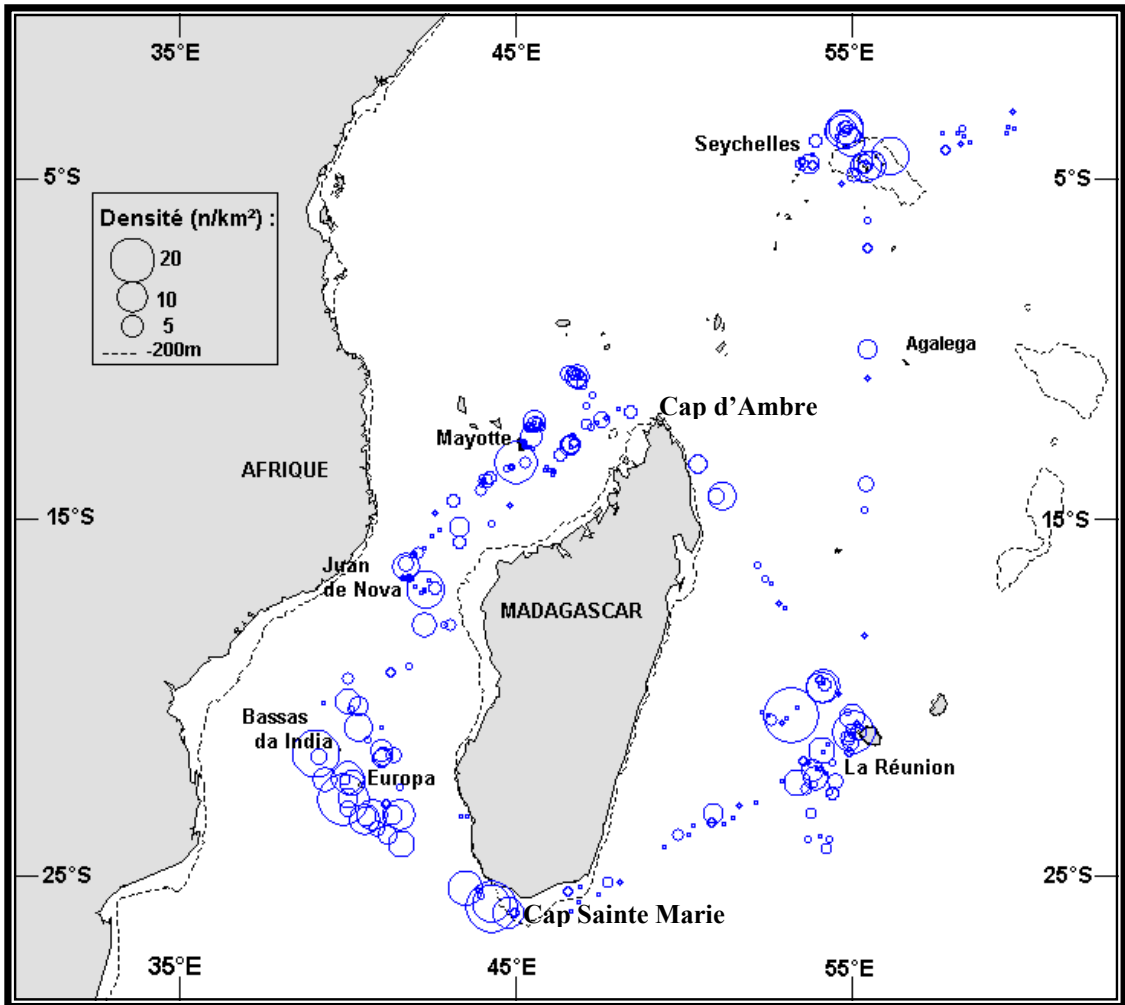 35°E 45°E 55°E
Seychelles
5°S 5°S
Densité (n/km²) :
20
10
5
-200m
Agalega
Cap d’Ambre
Mayotte
AFRIQUE
15°S 15°S
Juan
de Nova
MADAGASCAR
Bassas
da India
Europa
La Réunion
25°S 25°S
Cap Sainte Marie
35°E 45°E 55°E